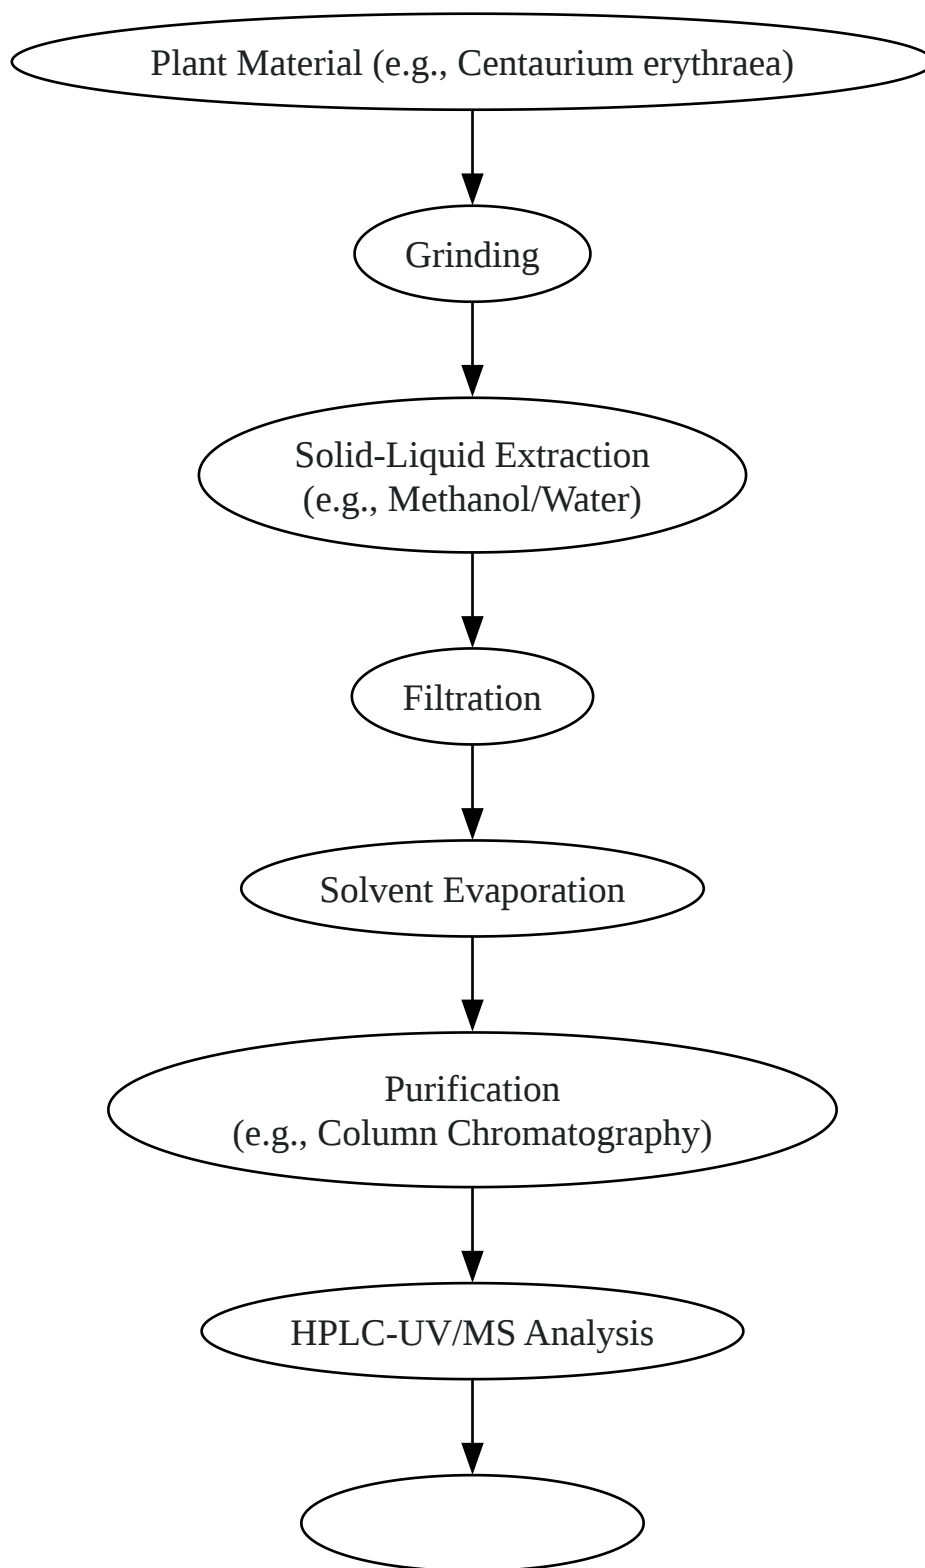 Plant Material (e.g., Centaurium erythraea)
Grinding
Solid-Liquid Extraction
(e.g., Methanol/Water)
Filtration
Solvent Evaporation
Purification
(e.g., Column Chromatography)
HPLC-UV/MS Analysis